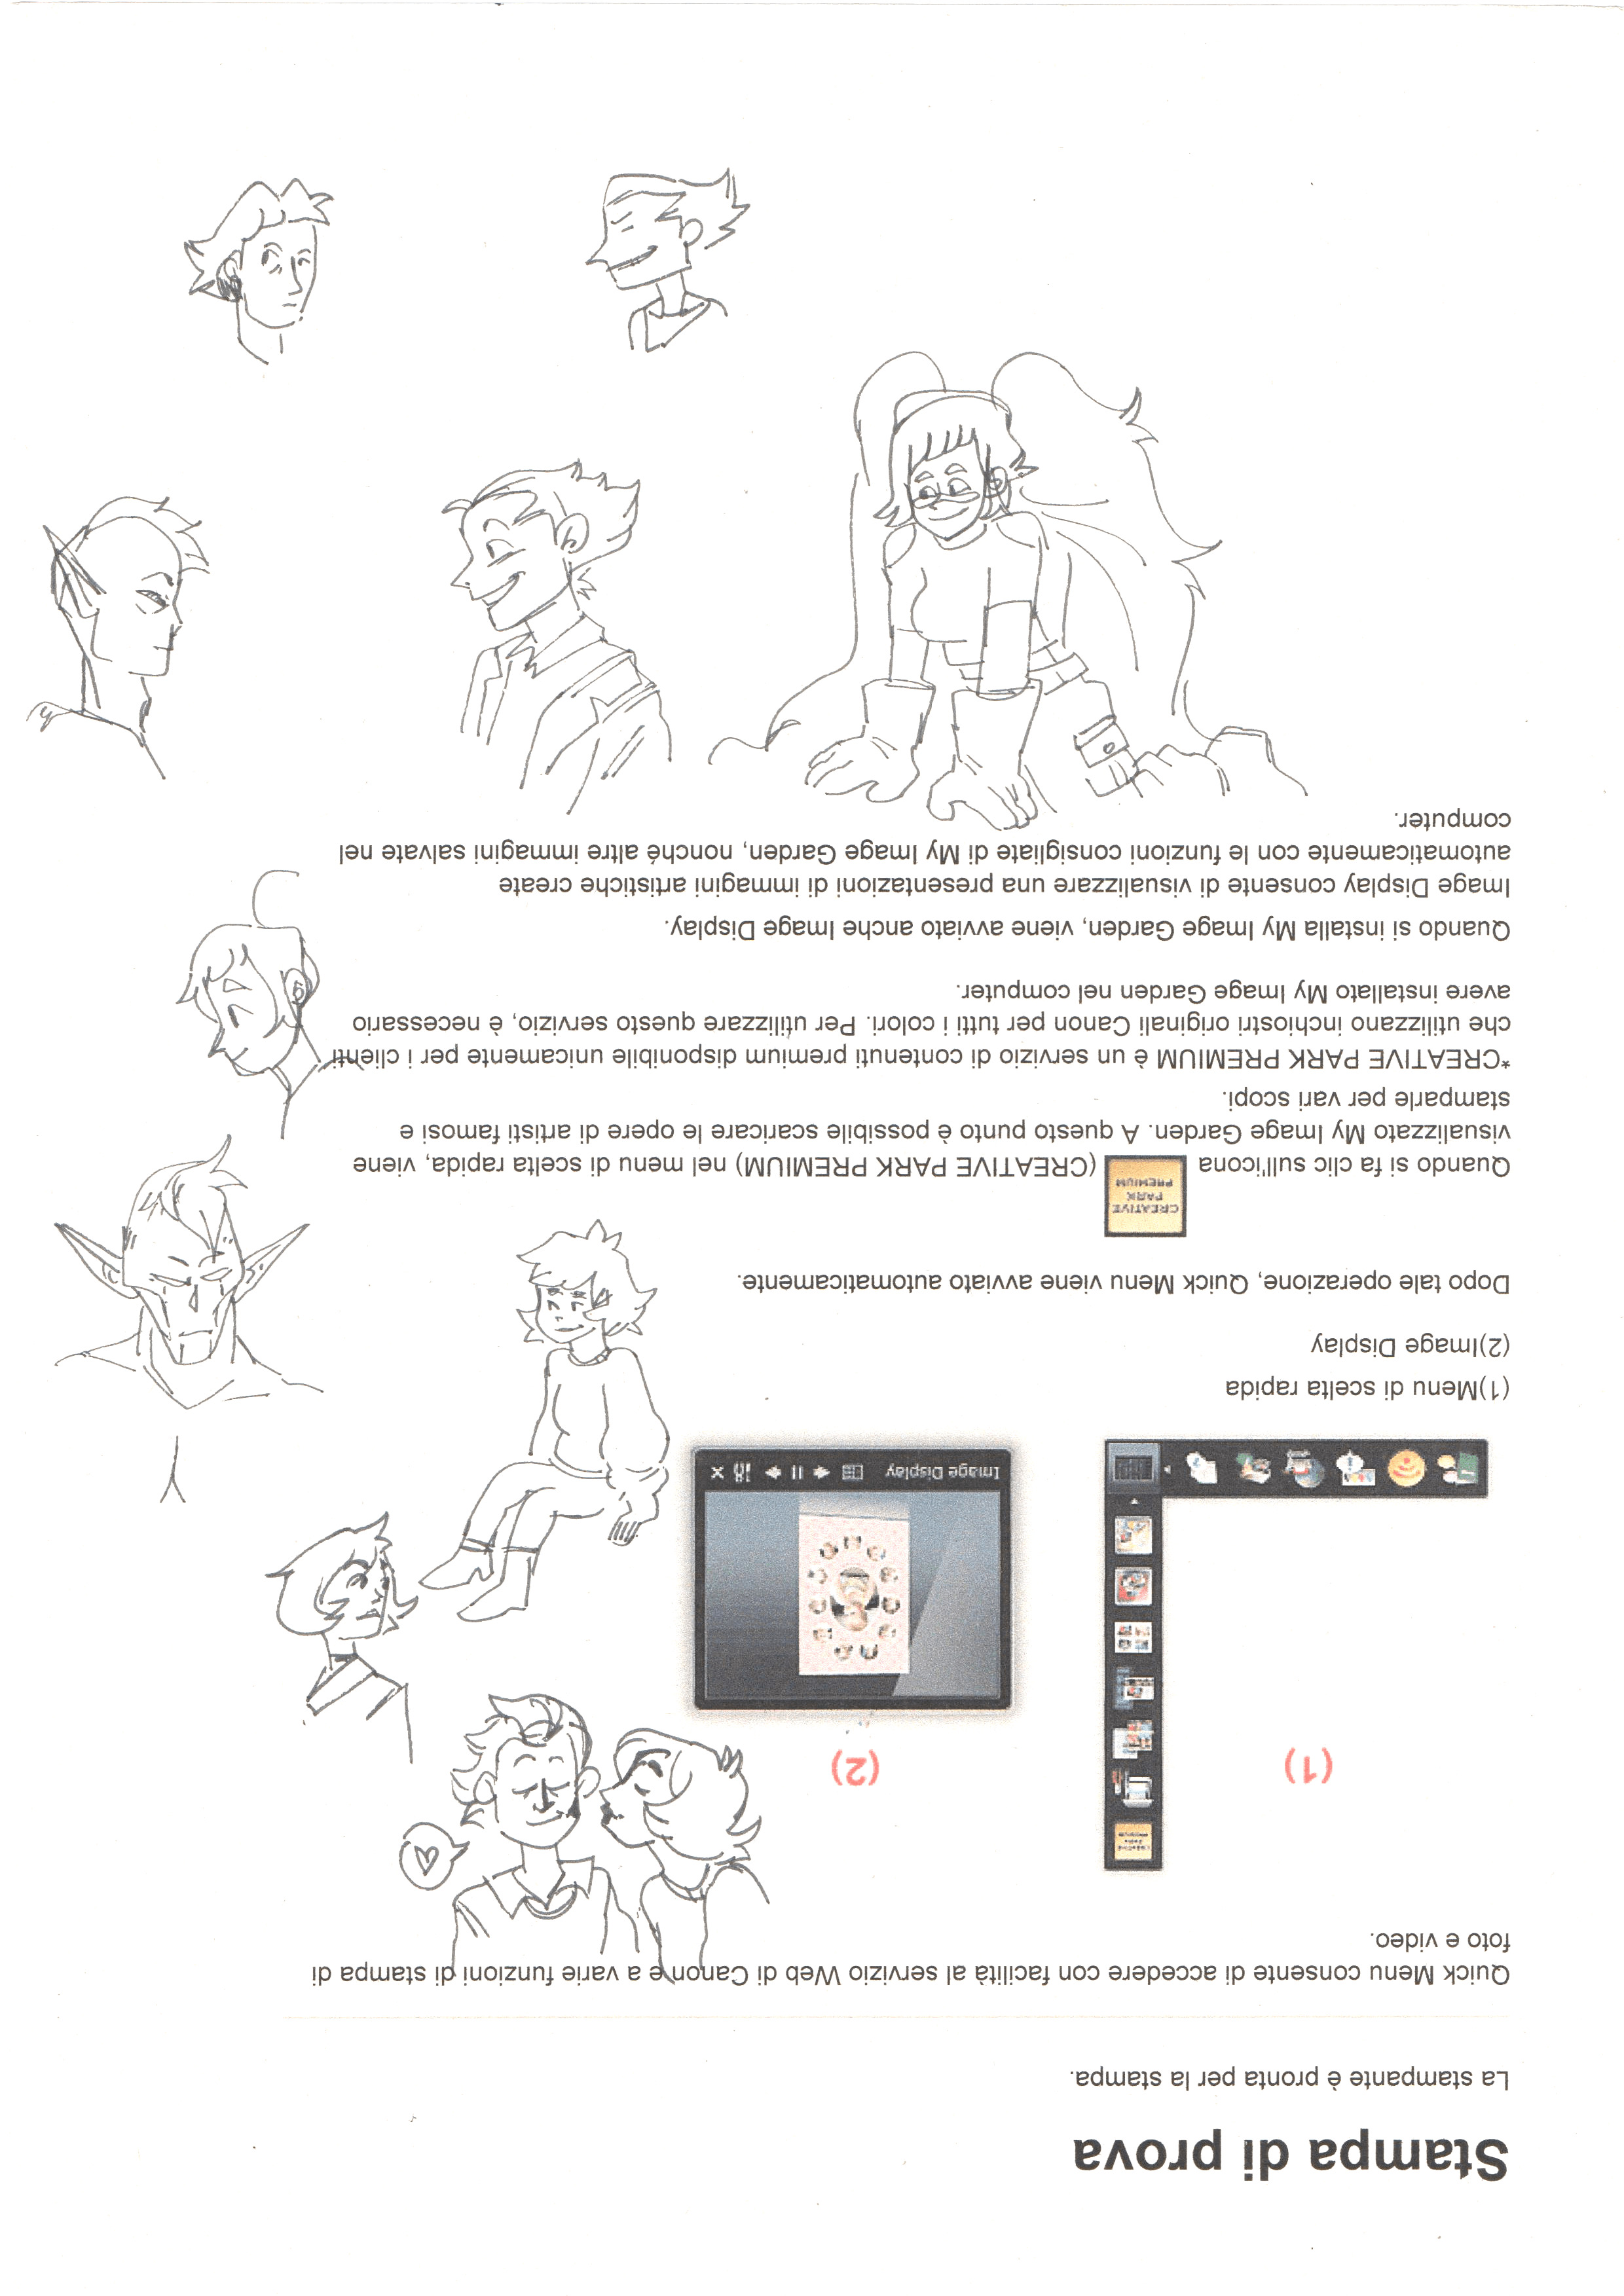 Stampa di prova
La stampante è pronta per la stampa.
Quick Menu consente di accedere con facilità al servizio Web di Canon e a varie funzioni di stampa di
foto e video.
(1)
(2)
CREATIVE PARK PREMIUM
Image Display
(1)Menu di scelta rapida
(2)Image Display
Dopo tale operazione, Quick Menu viene avviato automaticamente.
CREATIVE
PARK
PREMIUM
Quando si fa clic sull'icona (CREATIVE PARK PREMIUM) nel menu di scelta rapida, viene
visualizzato My Image Garden. A questo punto è possibile scaricare le opere di artisti famosi e
stamparle per vari scopi.
*CREATIVE PARK PREMIUM è un servizio di contenuti premium disponibile unicamente per i clienti
che utilizzano inchiostri originali Canon per tutti i colori. Per utilizzare questo servizio, è necessario
avere installato My Image Garden nel computer.
Quando si installa My Image Garden, viene avviato anche Image Display.
Image Display consente di visualizzare una presentazioni di immagini artistiche create
automaticamente con le funzioni consigliate di My Image Garden, nonché altre immagini salvate nel
computer.